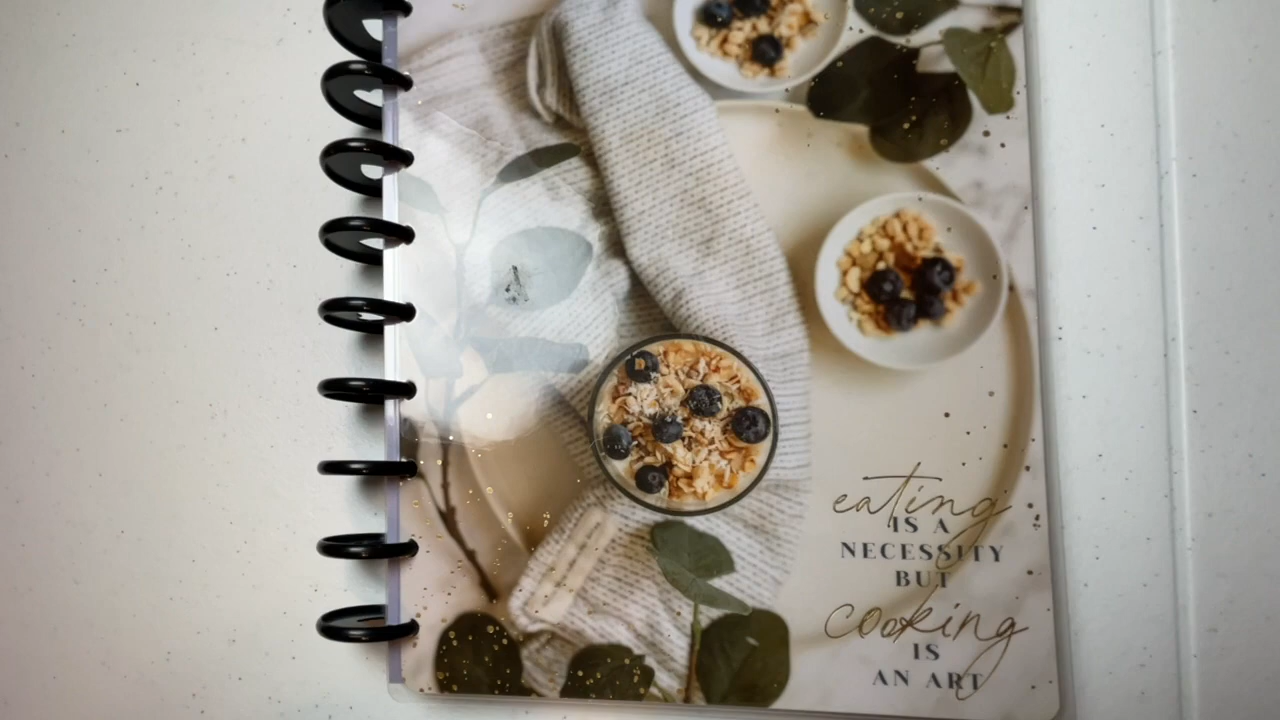 eating
IS A
NECESSITY
BUT
cooking
IS
AN ART